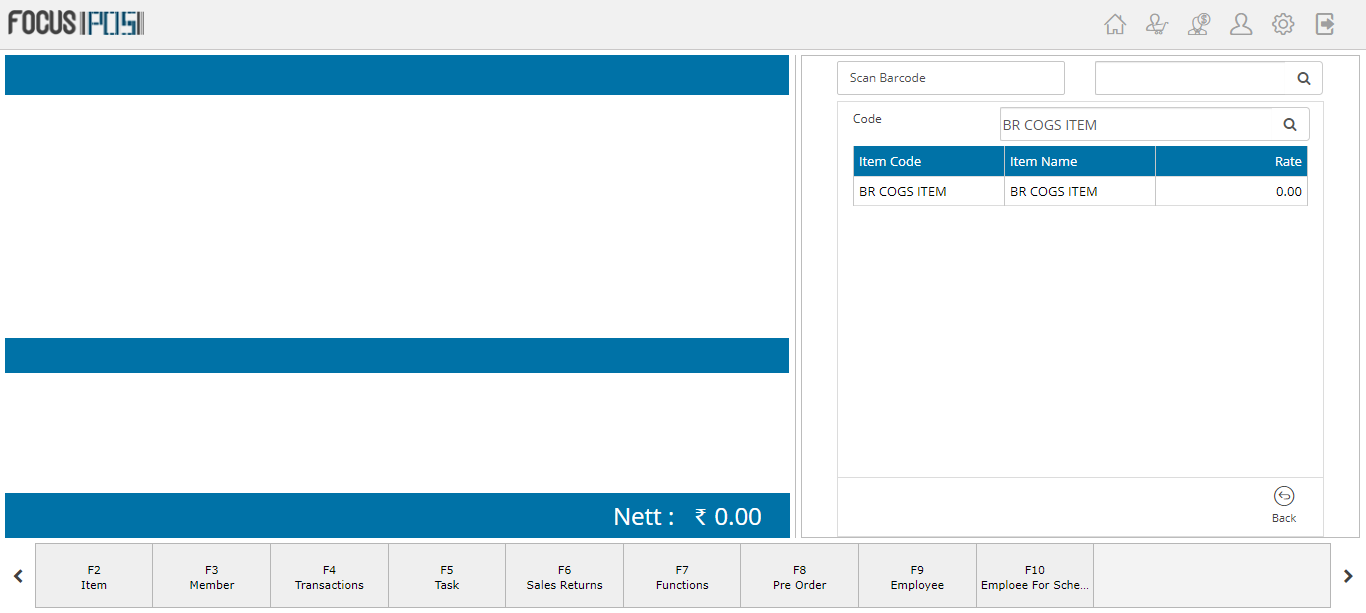 FOCUS POS
Scan Barcode
Code
BR COGS ITEM
Item Code Item Name Rate
BR COGS ITEM BR COGS ITEM 0.00
Nett : ₹ 0.00
Back
F2
Item
F3
Member
F4
Transactions
F5
Task
F6
Sales Returns
F7
Functions
F8
Pre Order
F9
Employee
F10
Emploee For Sche...